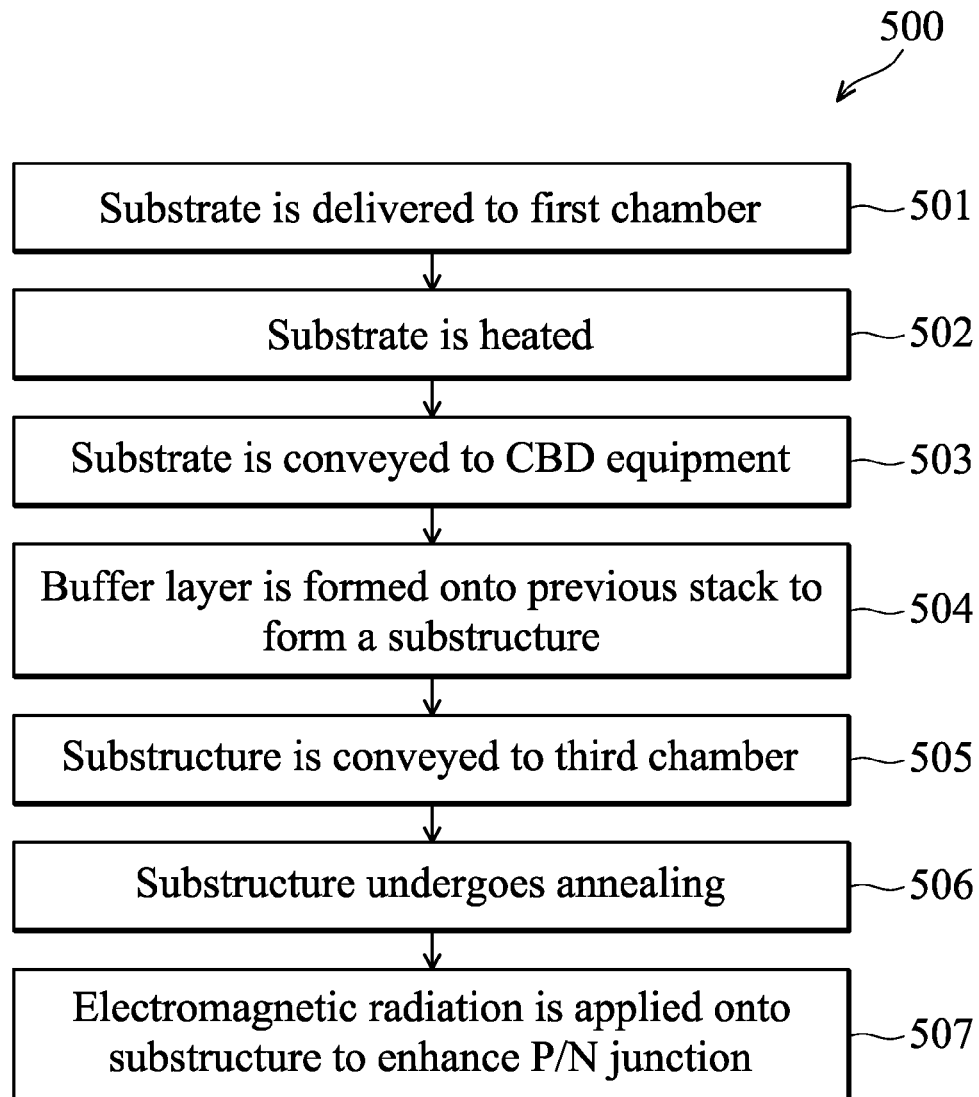 500
Substrate is delivered to first chamber
501
Substrate is heated
502
Substrate is conveyed to CBD equipment
503
Buffer layer is formed onto previous stack to
form a substructure
504
Substructure is conveyed to third chamber
505
Substructure undergoes annealing
506
Electromagnetic radiation is applied onto
substructure to enhance P/N junction
507